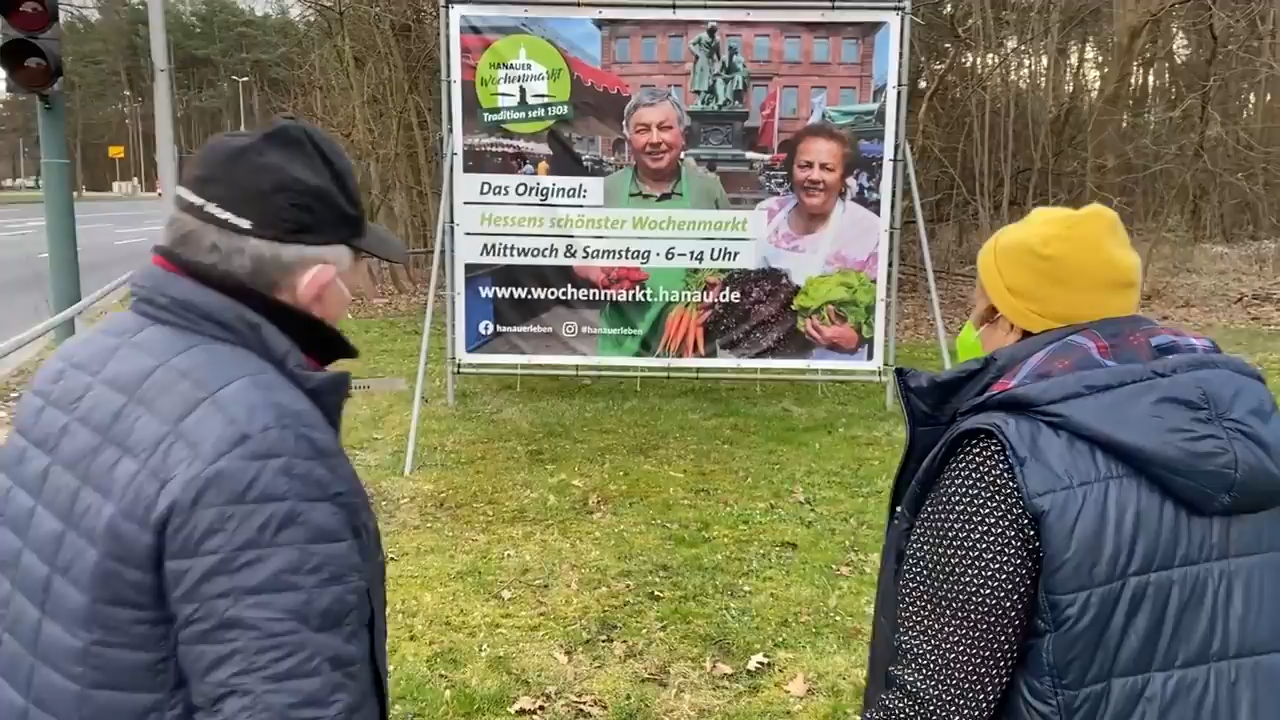 HANAUER
Wochenmarkt
Tradition seit 1303
Das Original:
Hessens schönster Wochenmarkt
Mittwoch & Samstag · 6–14 Uhr
www.wochenmarkt.hanau.de
hanauerleben #hanauerleben